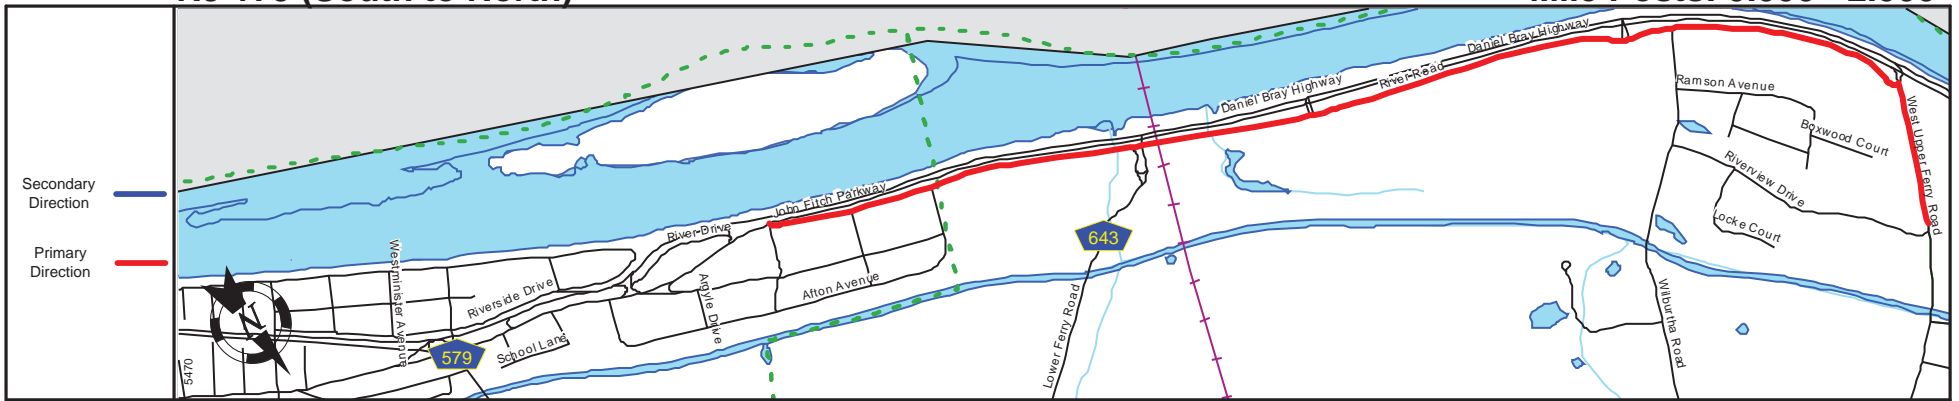 Secondary
Direction
Primary
Direction
Daniel Bray Highway
River Road
Daniel Bray Highway
Ramson Avenue
Boxwood Court
West Upper Ferry Road
Riverview Drive
Locke Court
John Fitch Parkway
River Drive
643
Westminister Avenue
Riverside Drive
Argyle Drive
Afton Avenue
Lower Ferry Road
Wilburtha Road
N
579
School Lane
5470